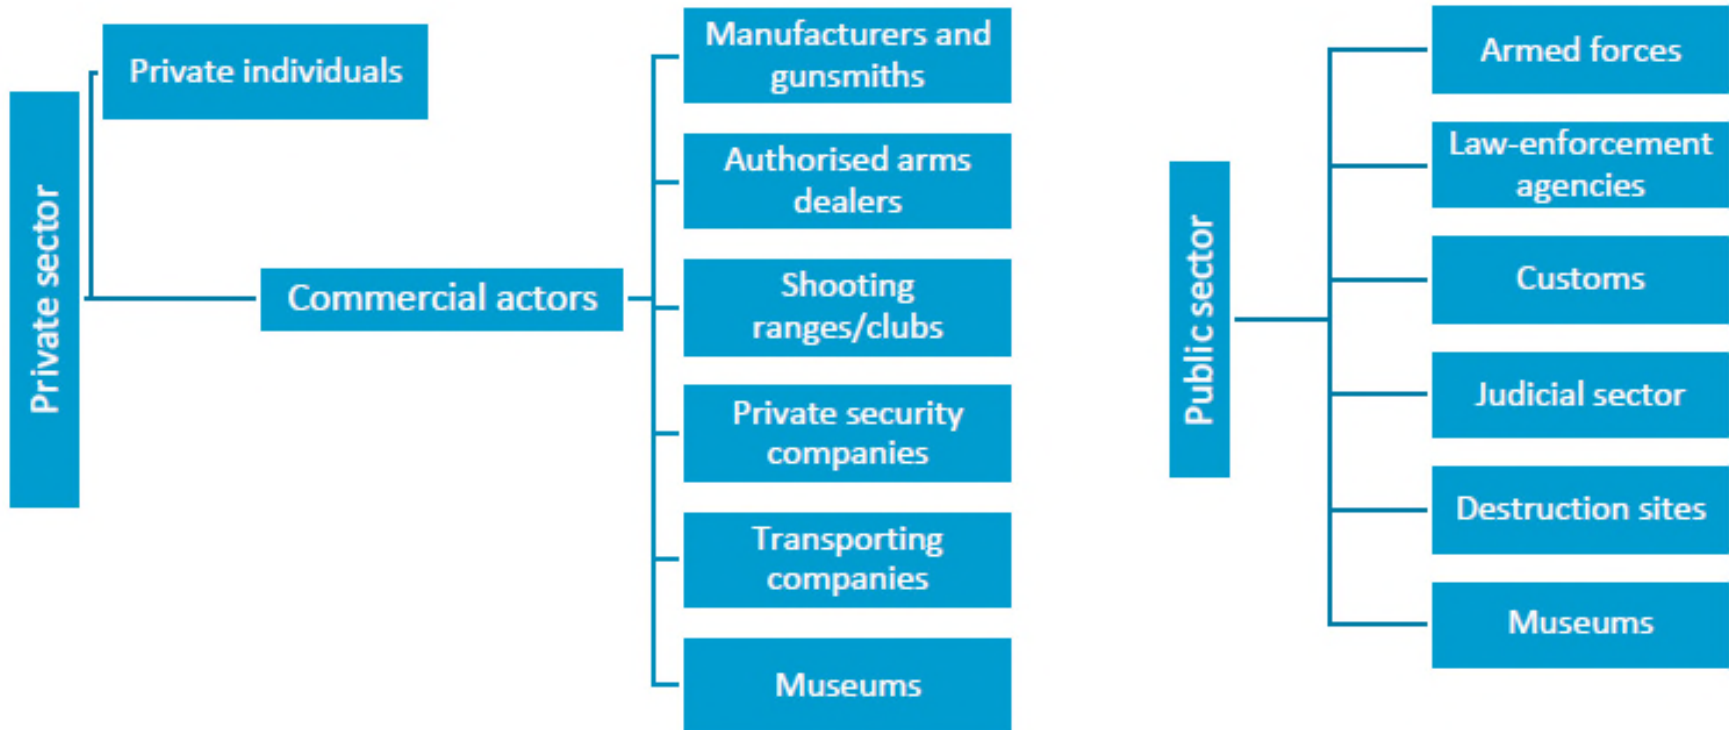 Private sector
Private individuals
Commercial actors
Manufacturers and
gunsmiths
Authorised arms
dealers
Shooting
ranges/clubs
Private security
companies
Transporting
companies
Museums
Public sector
Armed forces
Law-enforcement
agencies
Customs
Judicial sector
Destruction sites
Museums